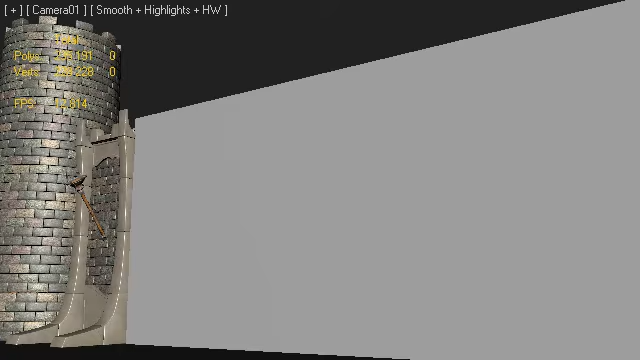 [ + ] [ Camera01 ] [ Smooth + Highlights + HW ]
Total
Polys: 0
Verts: 0
FPS: